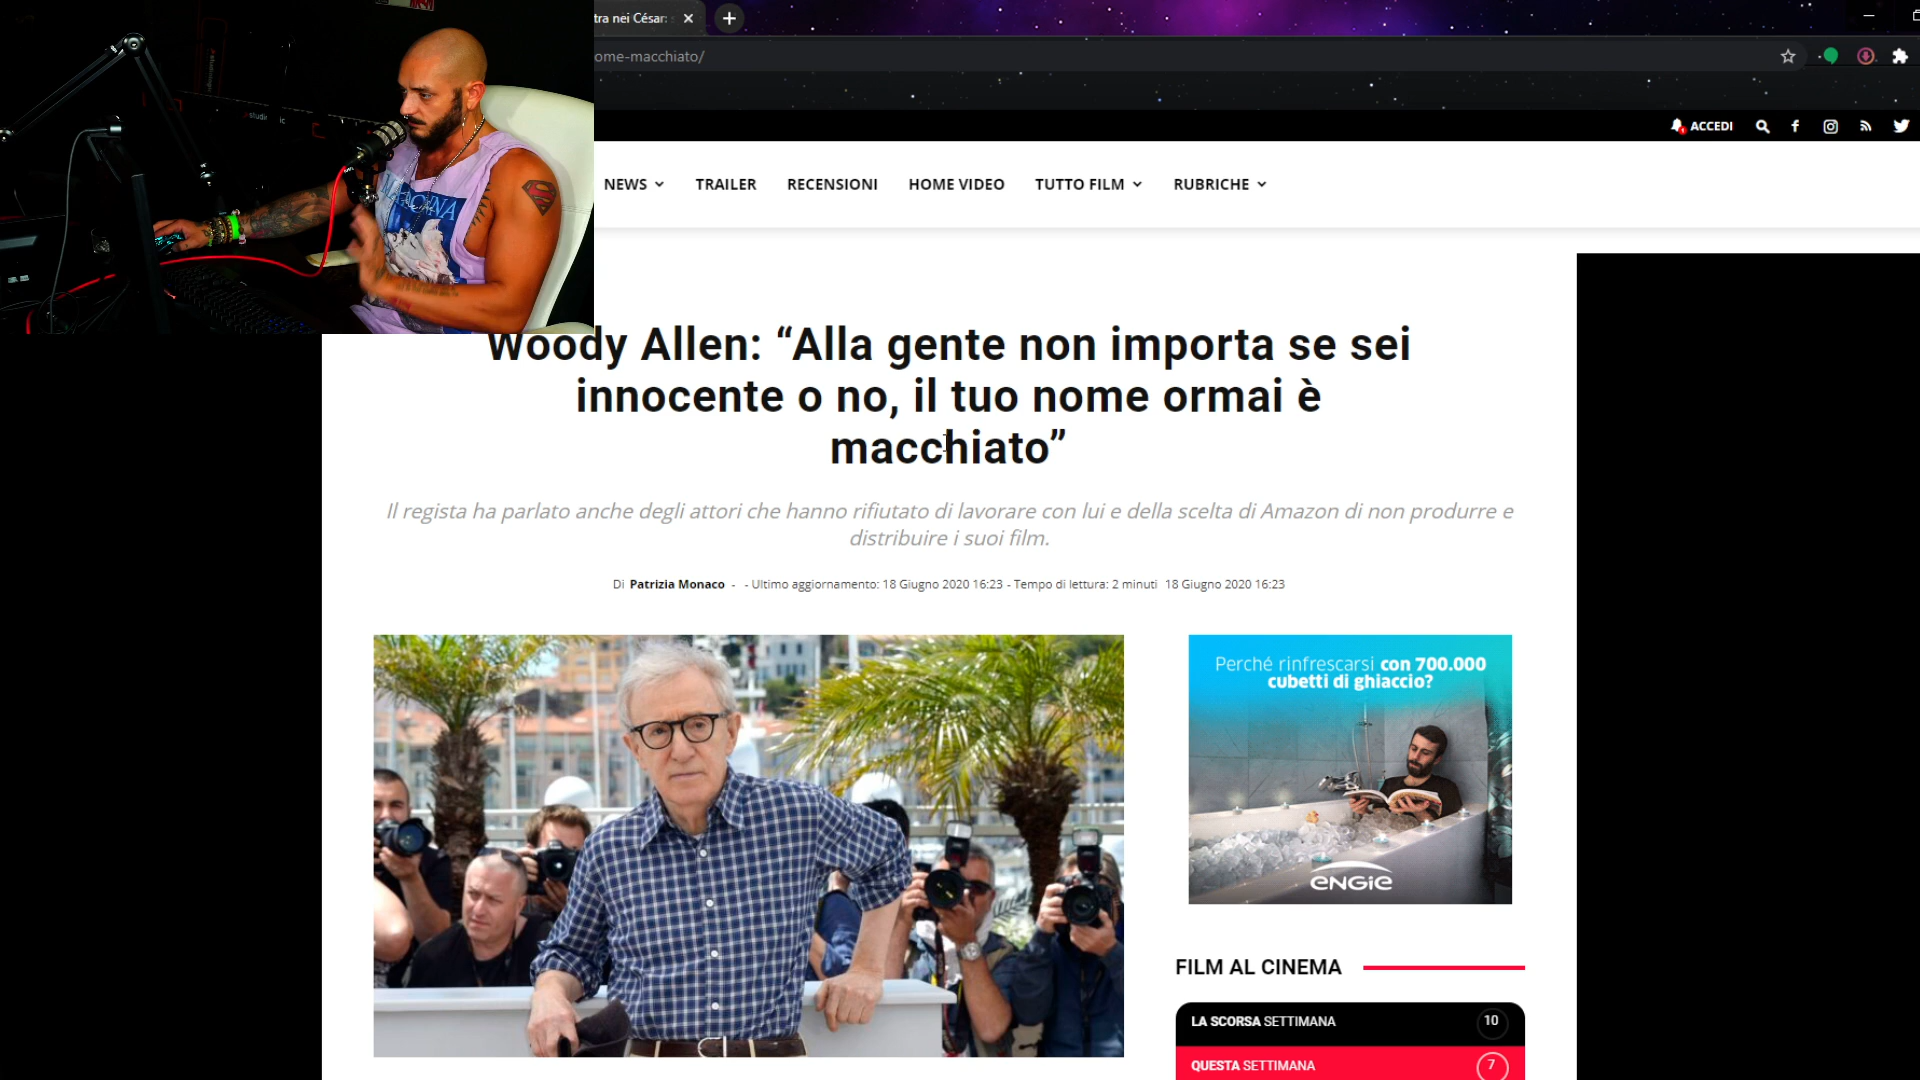 tra nei César:
ome-macchiato/
ACCEDI
NEWS
TRAILER
RECENSIONI
HOME VIDEO
TUTTO FILM
RUBRICHE
Woody Allen: “Alla gente non importa se sei
innocente o no, il tuo nome ormai è
macchiato”
Il regista ha parlato anche degli attori che hanno rifiutato di lavorare con lui e della scelta di Amazon di non produrre e
distribuire i suoi film.
Di Patrizia Monaco - - Ultimo aggiornamento: 18 Giugno 2020 16:23 - Tempo di lettura: 2 minuti 18 Giugno 2020 16:23
Perché rinfrescarsi con 700.000
cubetti di ghiaccio?
ENGIE
FILM AL CINEMA
LA SCORSA SETTIMANA 10
QUESTA SETTIMANA 7